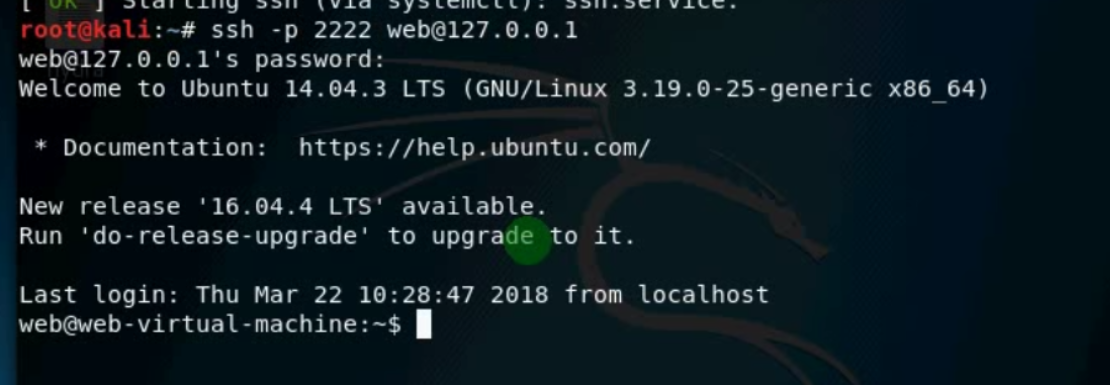 [ ok ] Starting ssh (via systemctl): ssh.service.
root@kali:~# ssh -p 2222 web@127.0.0.1
web@127.0.0.1's password:
Welcome to Ubuntu 14.04.3 LTS (GNU/Linux 3.19.0-25-generic x86_64)
* Documentation:  https://help.ubuntu.com/
New release '16.04.4 LTS' available.
Run 'do-release-upgrade' to upgrade to it.
Last login: Thu Mar 22 10:28:47 2018 from localhost
web@web-virtual-machine:~$